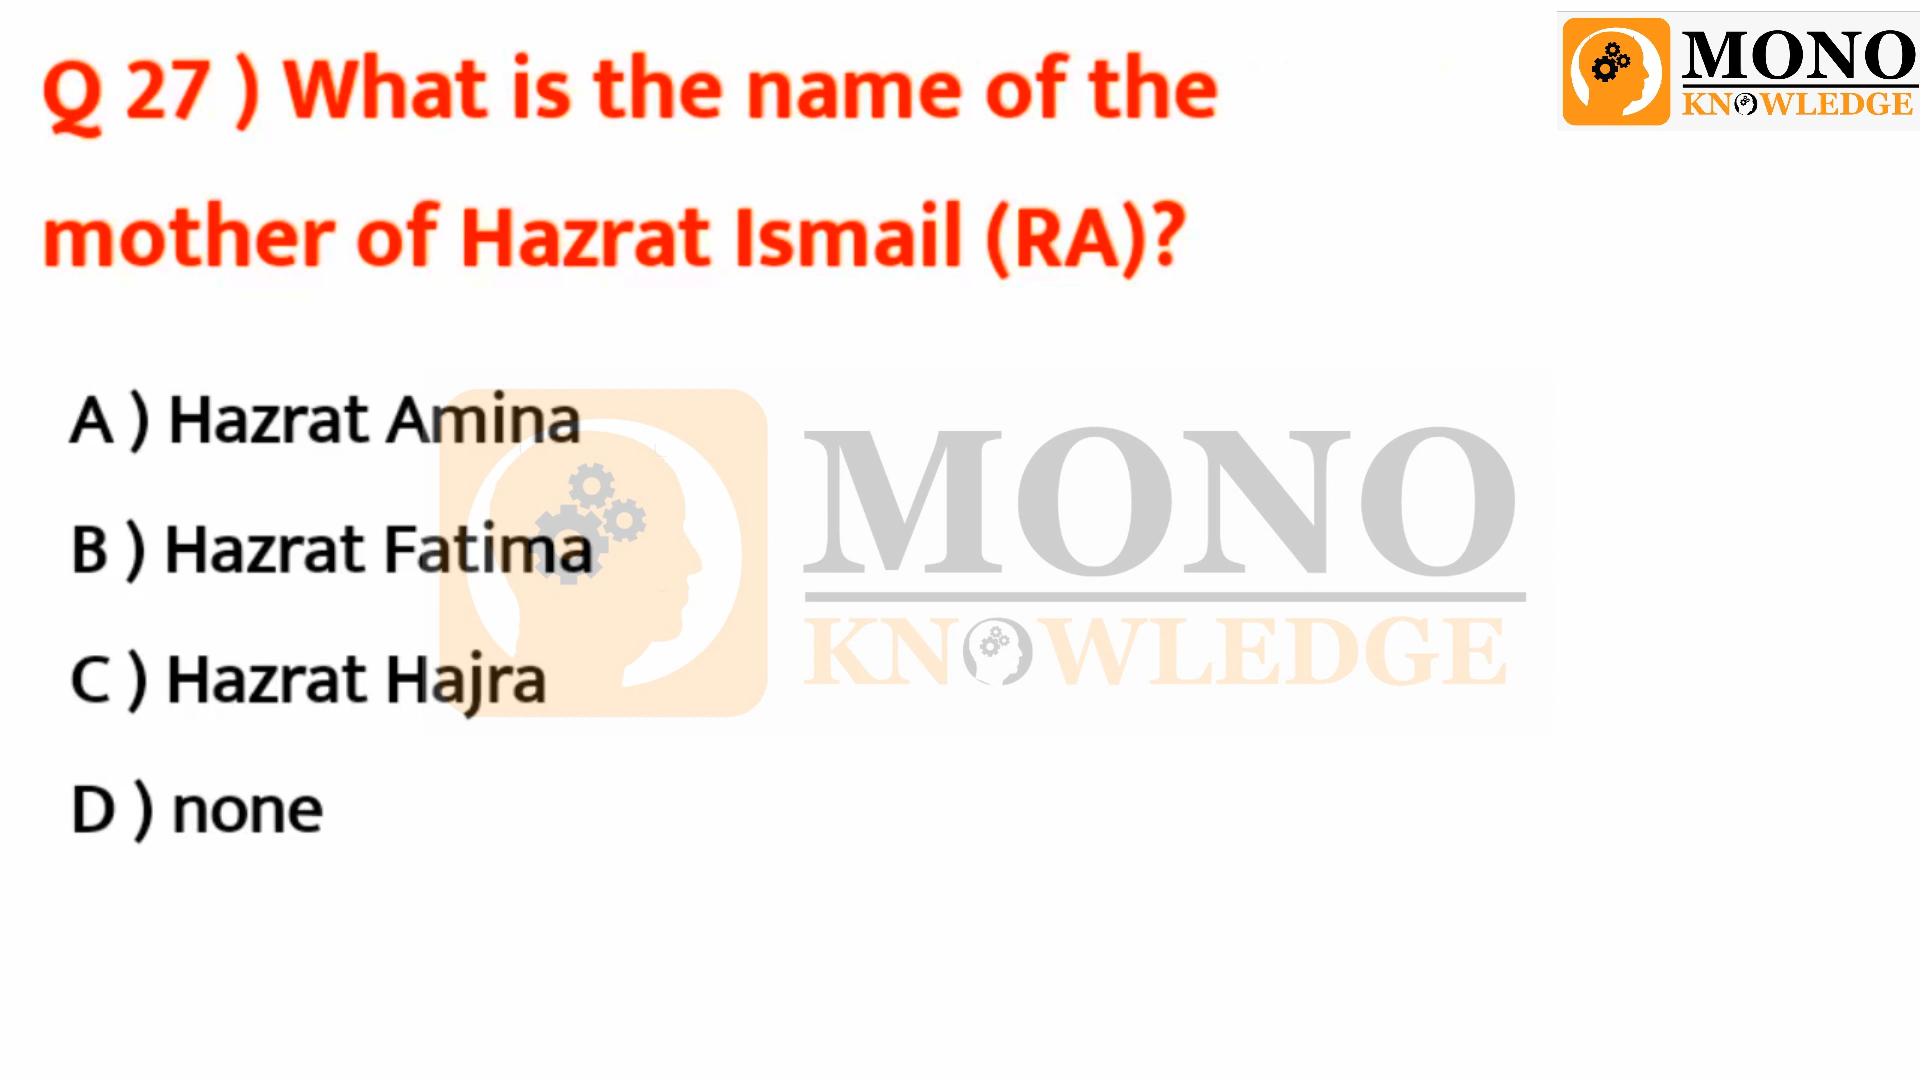 Q 27 ) What is the name of the
mother of Hazrat Ismail (RA)?
A ) Hazrat Amina
B ) Hazrat Fatima
C ) Hazrat Hajra
D ) none
MONO
KNOWLEDGE
MONO
KNOWLEDGE